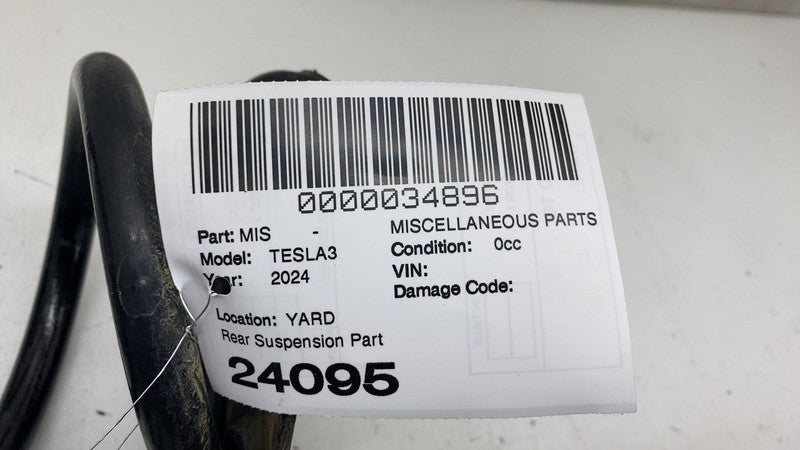 0000034896
Part: MIS - MISCELLANEOUS PARTS
Model: TESLA3 Condition: 0cc
Year: 2024 VIN:
Damage Code:
Location: YARD
Rear Suspension Part
24095